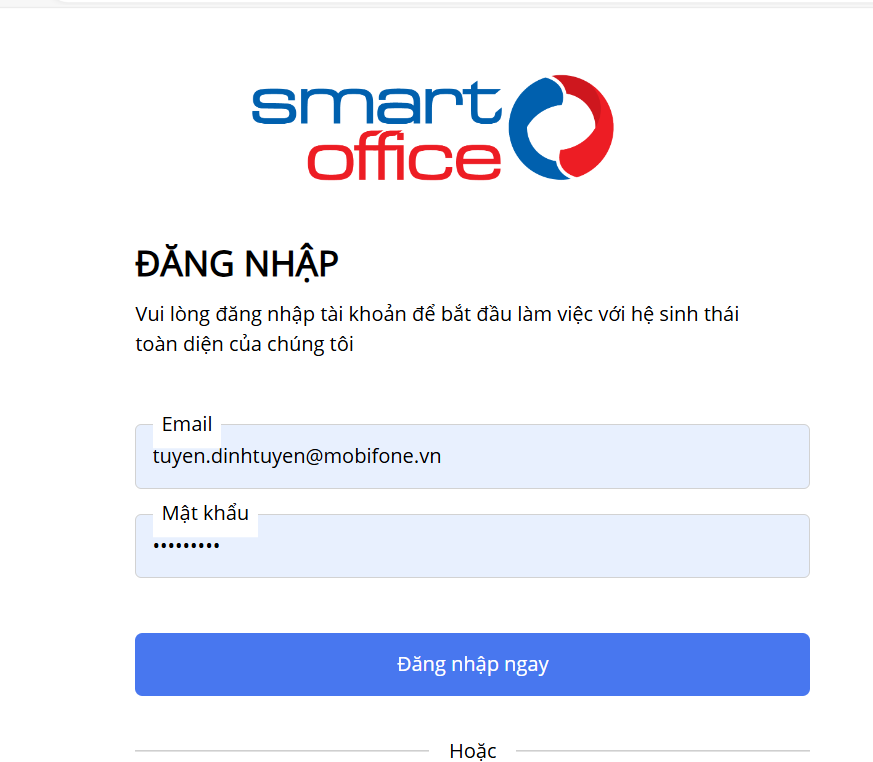 smart
office
ĐĂNG NHẬP
Vui lòng đăng nhập tài khoản để bắt đầu làm việc với hệ sinh thái
toàn diện của chúng tôi
Email
tuyen.dinhtuyen@mobifone.vn
Mật khẩu
•••••••••
Đăng nhập ngay
Hoặc